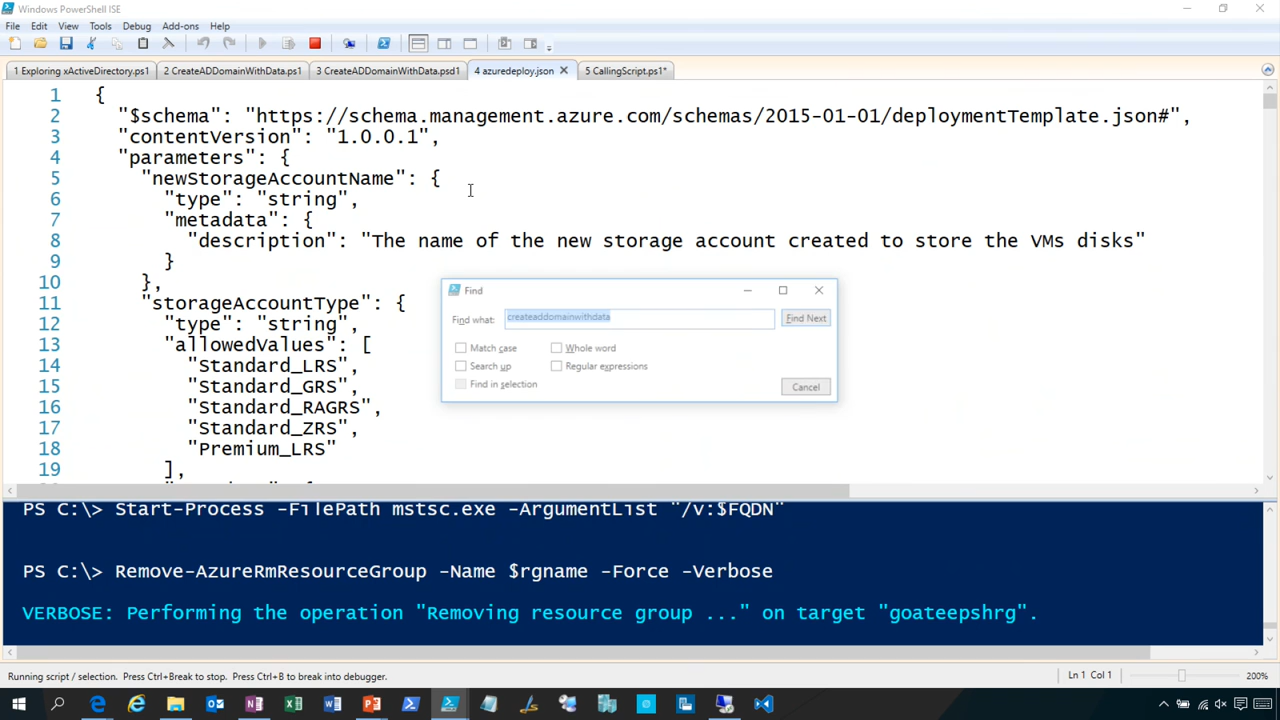 Windows PowerShell ISE
File Edit View Tools Debug Add-ons Help
1 Exploring xActiveDirectory.ps1 2 CreateADDomainWithData.ps1 3 CreateADDomainWithData.psd1 4 azuredeploy.json 5 CallingScript.ps1*
1 {
2 "$schema": "https://schema.management.azure.com/schemas/2015-01-01/deploymentTemplate.json#",
3 "contentVersion": "1.0.0.1",
4 "parameters": {
5 "newStorageAccountName": {
6 "type": "string",
7 "metadata": {
8 "description": "The name of the new storage account created to store the VMs disks"
9 }
10 },
11 "storageAccountType": {
12 "type": "string",
13 "allowedValues": [
14 "Standard_LRS",
15 "Standard_GRS",
16 "Standard_RAGRS",
17 "Standard_ZRS",
18 "Premium_LRS"
19 ],
Find
Find what: createaddomainwithdata Find Next
Match case Whole word
Search up Regular expressions
Find in selection Cancel
PS C:\> Start-Process -FilePath mstsc.exe -ArgumentList "/v:$FQDN"
PS C:\> Remove-AzureRmResourceGroup -Name $rgname -Force -Verbose
VERBOSE: Performing the operation "Removing resource group ..." on target "goateepshrg".
Running script / selection. Press Ctrl+Break to stop. Press Ctrl+B to break into debugger. Ln 1 Col 1 200%